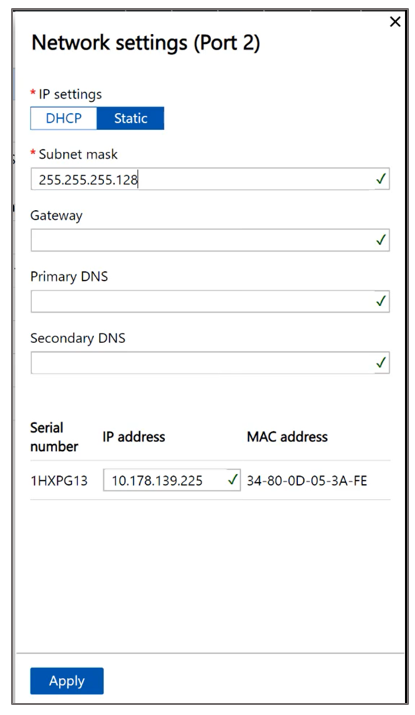 Network settings (Port 2)
* IP settings
DHCP Static
* Subnet mask
255.255.255.128
Gateway
Primary DNS
Secondary DNS
Serial
number IP address MAC address
1HXPG13 10.178.139.225 34-80-0D-05-3A-FE
Apply